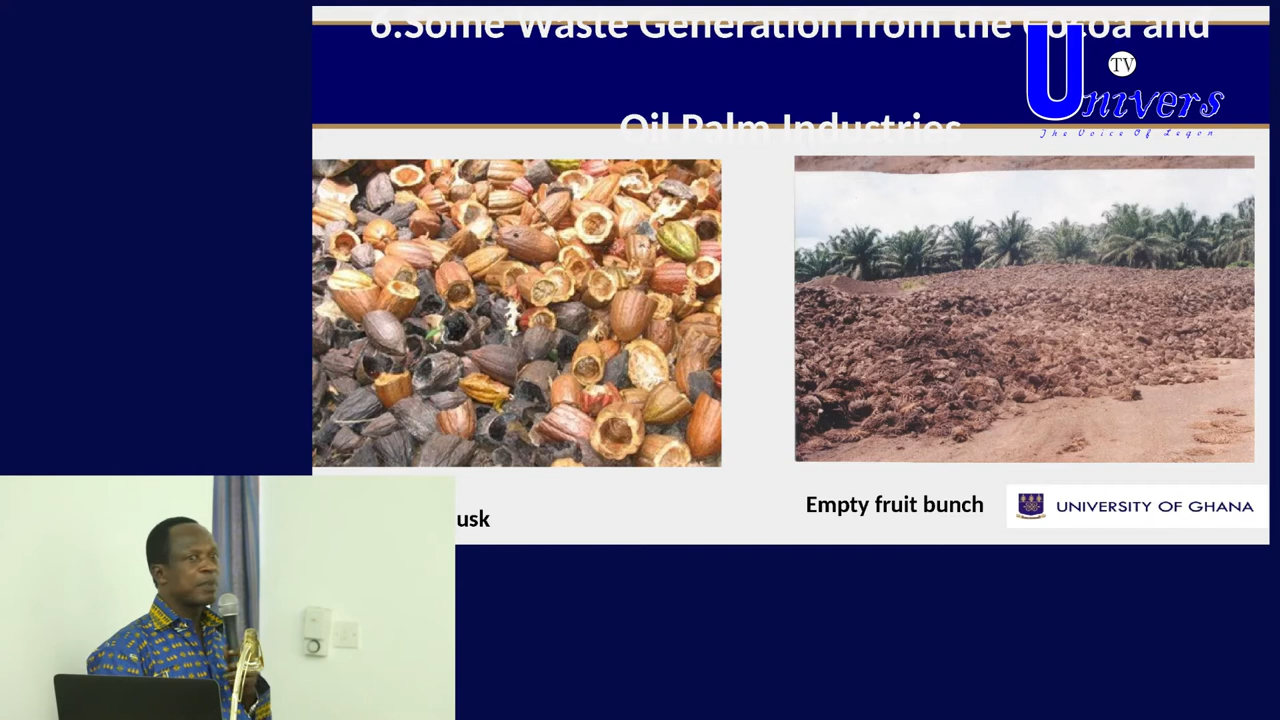 6.Some Waste Generation from the Cocoa and
Oil Palm Industries
TV
Univers
The Voice Of Legon
usk
Empty fruit bunch
UNIVERSITY OF GHANA